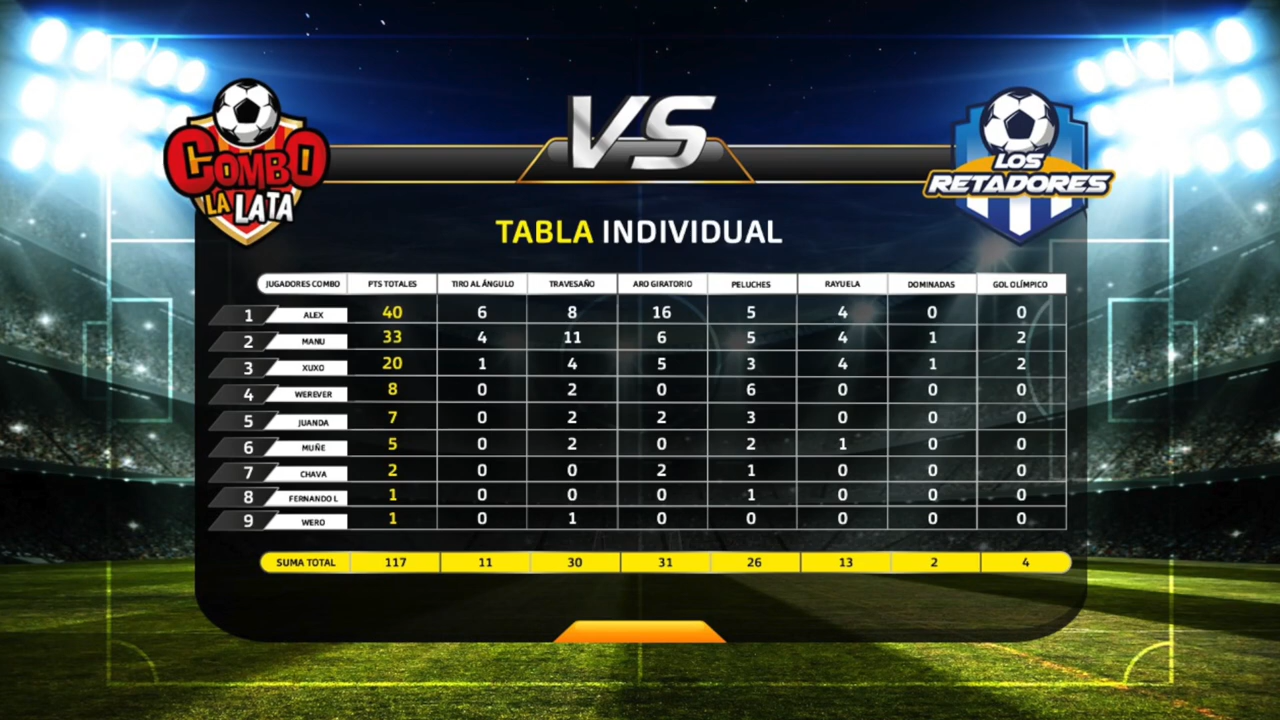 VS
COMBO
LA LATA
LOS
RETADORES
TABLA INDIVIDUAL
JUGADORES COMBO PTS TOTALES TIRO AL ÁNGULO TRAVESAÑO ARO GIRATORIO PELUCHES RAYUELA DOMINADAS GOL OLÍMPICO
1 ALEX 40 6 8 16 5 4 0 0
2 MANU 33 4 11 6 5 4 1 2
3 XUXO 20 1 4 5 3 4 1 2
4 WEREVER 8 0 2 0 6 0 0 0
5 JUANDA 7 0 2 2 3 0 0 0
6 MUÑE 5 0 2 0 2 1 0 0
7 CHAVA 2 0 0 2 1 0 0 0
8 FERNANDO L 1 0 0 0 1 0 0 0
9 WERO 1 0 1 0 0 0 0 0
SUMA TOTAL 117 11 30 31 26 13 2 4